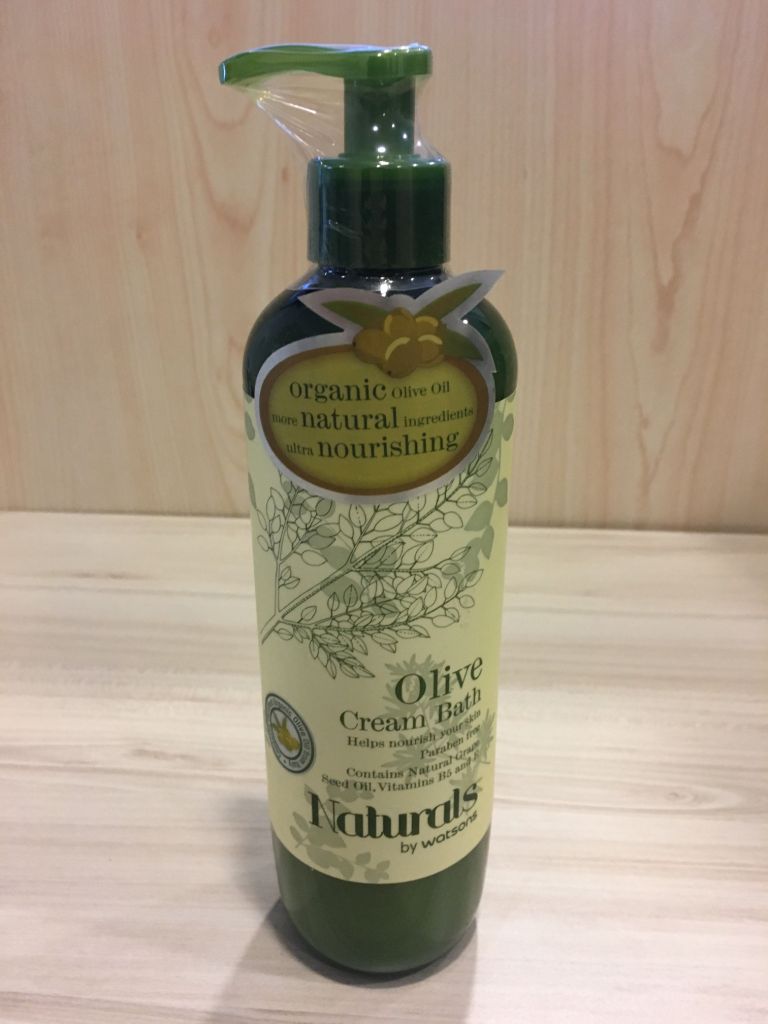 organic Olive Oil
more natural ingredients
ultra nourishing
Olive
Cream Bath
Helps nourish your skin
Paraben free
Contains Natural Grape
Seed Oil, Vitamins B5 and E
Naturals
by watsons